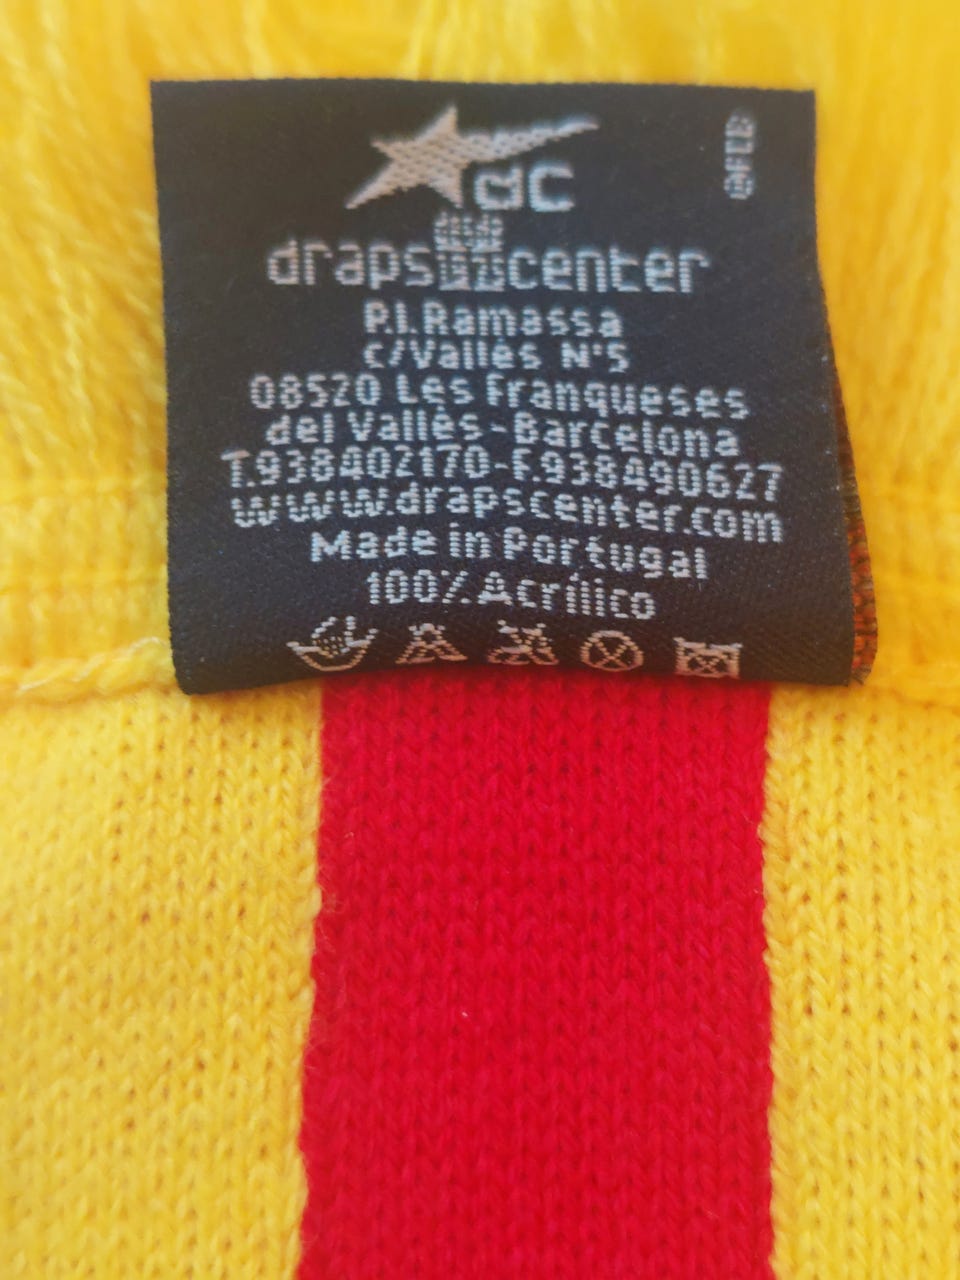 dc
draps center
P.I.Ramassa
c/Vallès Nº5
08520 Les Franqueses
del Vallès-Barcelona
T.938402170-F.938490627
www.drapscenter.com
Made in Portugal
100% Acrílico